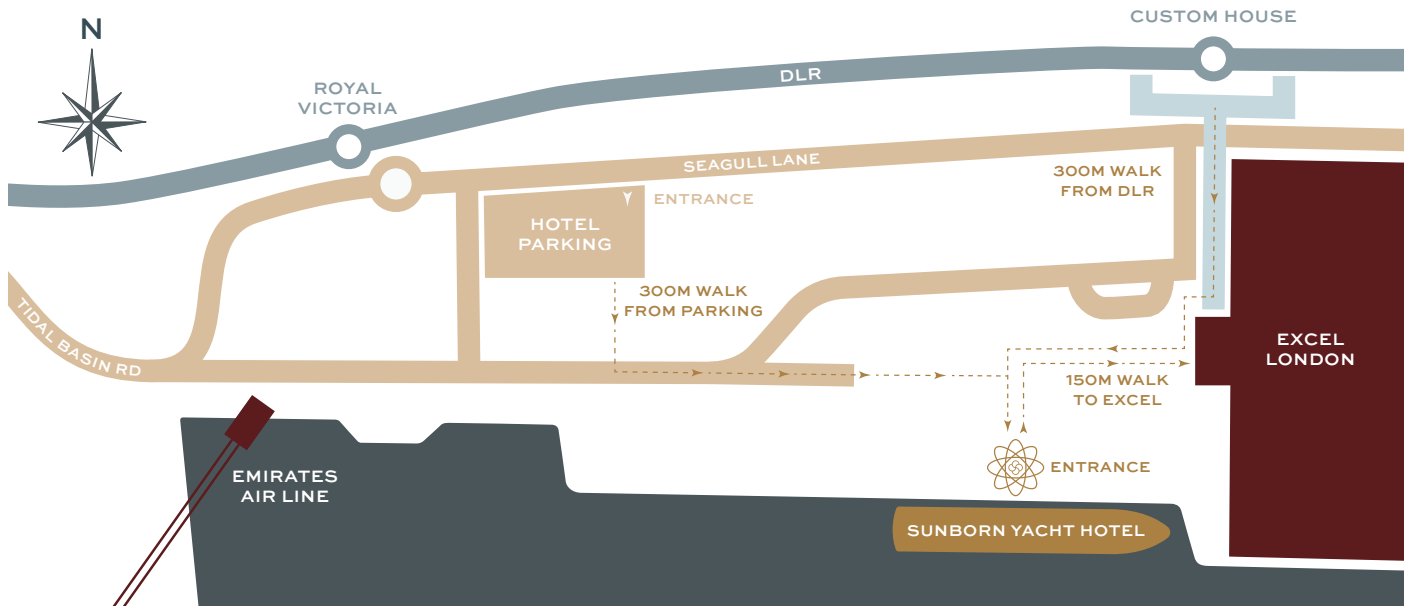 N
CUSTOM HOUSE
DLR
ROYAL
VICTORIA
SEAGULL LANE
300M WALK
FROM DLR
ENTRANCE
HOTEL
PARKING
300M WALK
FROM PARKING
TIDAL BASIN RD
EXCEL
LONDON
150M WALK
TO EXCEL
ENTRANCE
EMIRATES
AIR LINE
SUNBORN YACHT HOTEL